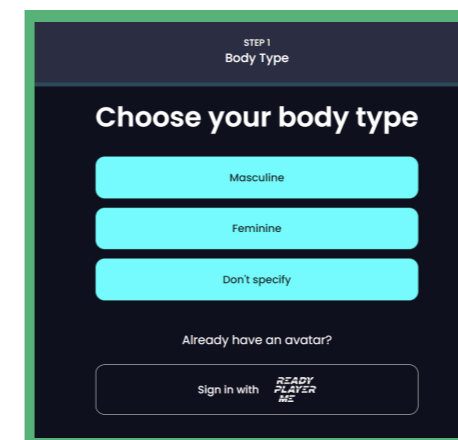 STEP 1
Body Type
Choose your body type
Masculine
Feminine
Don't specify
Already have an avatar?
Sign in with READY
PLAYER
ME